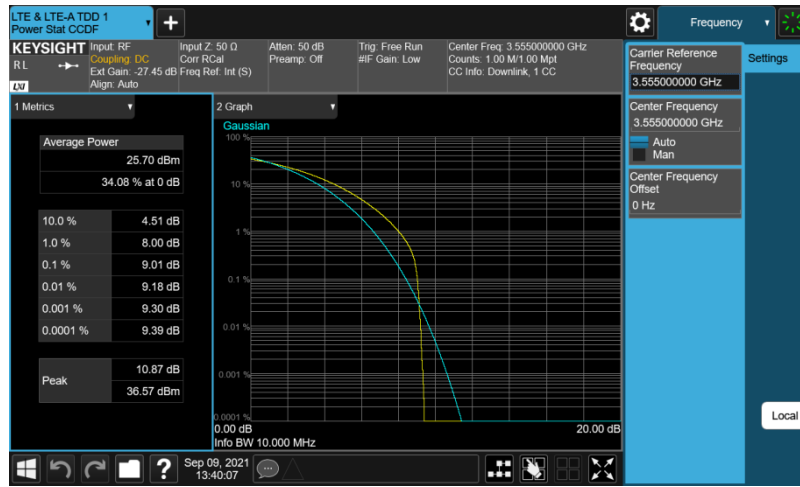 LTE & LTE-A TDD 1
Power Stat CCDF
Frequency
KEYSIGHT
RL
LXI
Input: RF
Coupling: DC
Ext Gain: -27.45 dB
Align: Auto
Input Z: 50 Ω
Corr RCal
Freq Ref: Int (S)
Atten: 50 dB
Preamp: Off
Trig: Free Run
#IF Gain: Low
Center Freq: 3.555000000 GHz
Counts: 1.00 M/1.00 Mpt
CC Info: Downlink, 1 CC
1 Metrics
Average Power
25.70 dBm
34.08 % at 0 dB
10.0 % 4.51 dB
1.0 % 8.00 dB
0.1 % 9.01 dB
0.01 % 9.18 dB
0.001 % 9.30 dB
0.0001 % 9.39 dB
Peak
10.87 dB
36.57 dBm
2 Graph
Gaussian
100 %
10 %
1 %
0.1 %
0.01 %
0.001 %
0.0001 %
0.00 dB 20.00 dB
Info BW 10.000 MHz
Carrier Reference
Frequency
3.555000000 GHz
Center Frequency
3.555000000 GHz
Auto
Man
Center Frequency
Offset
0 Hz
Settings
Local
?
Sep 09, 2021
13:40:07